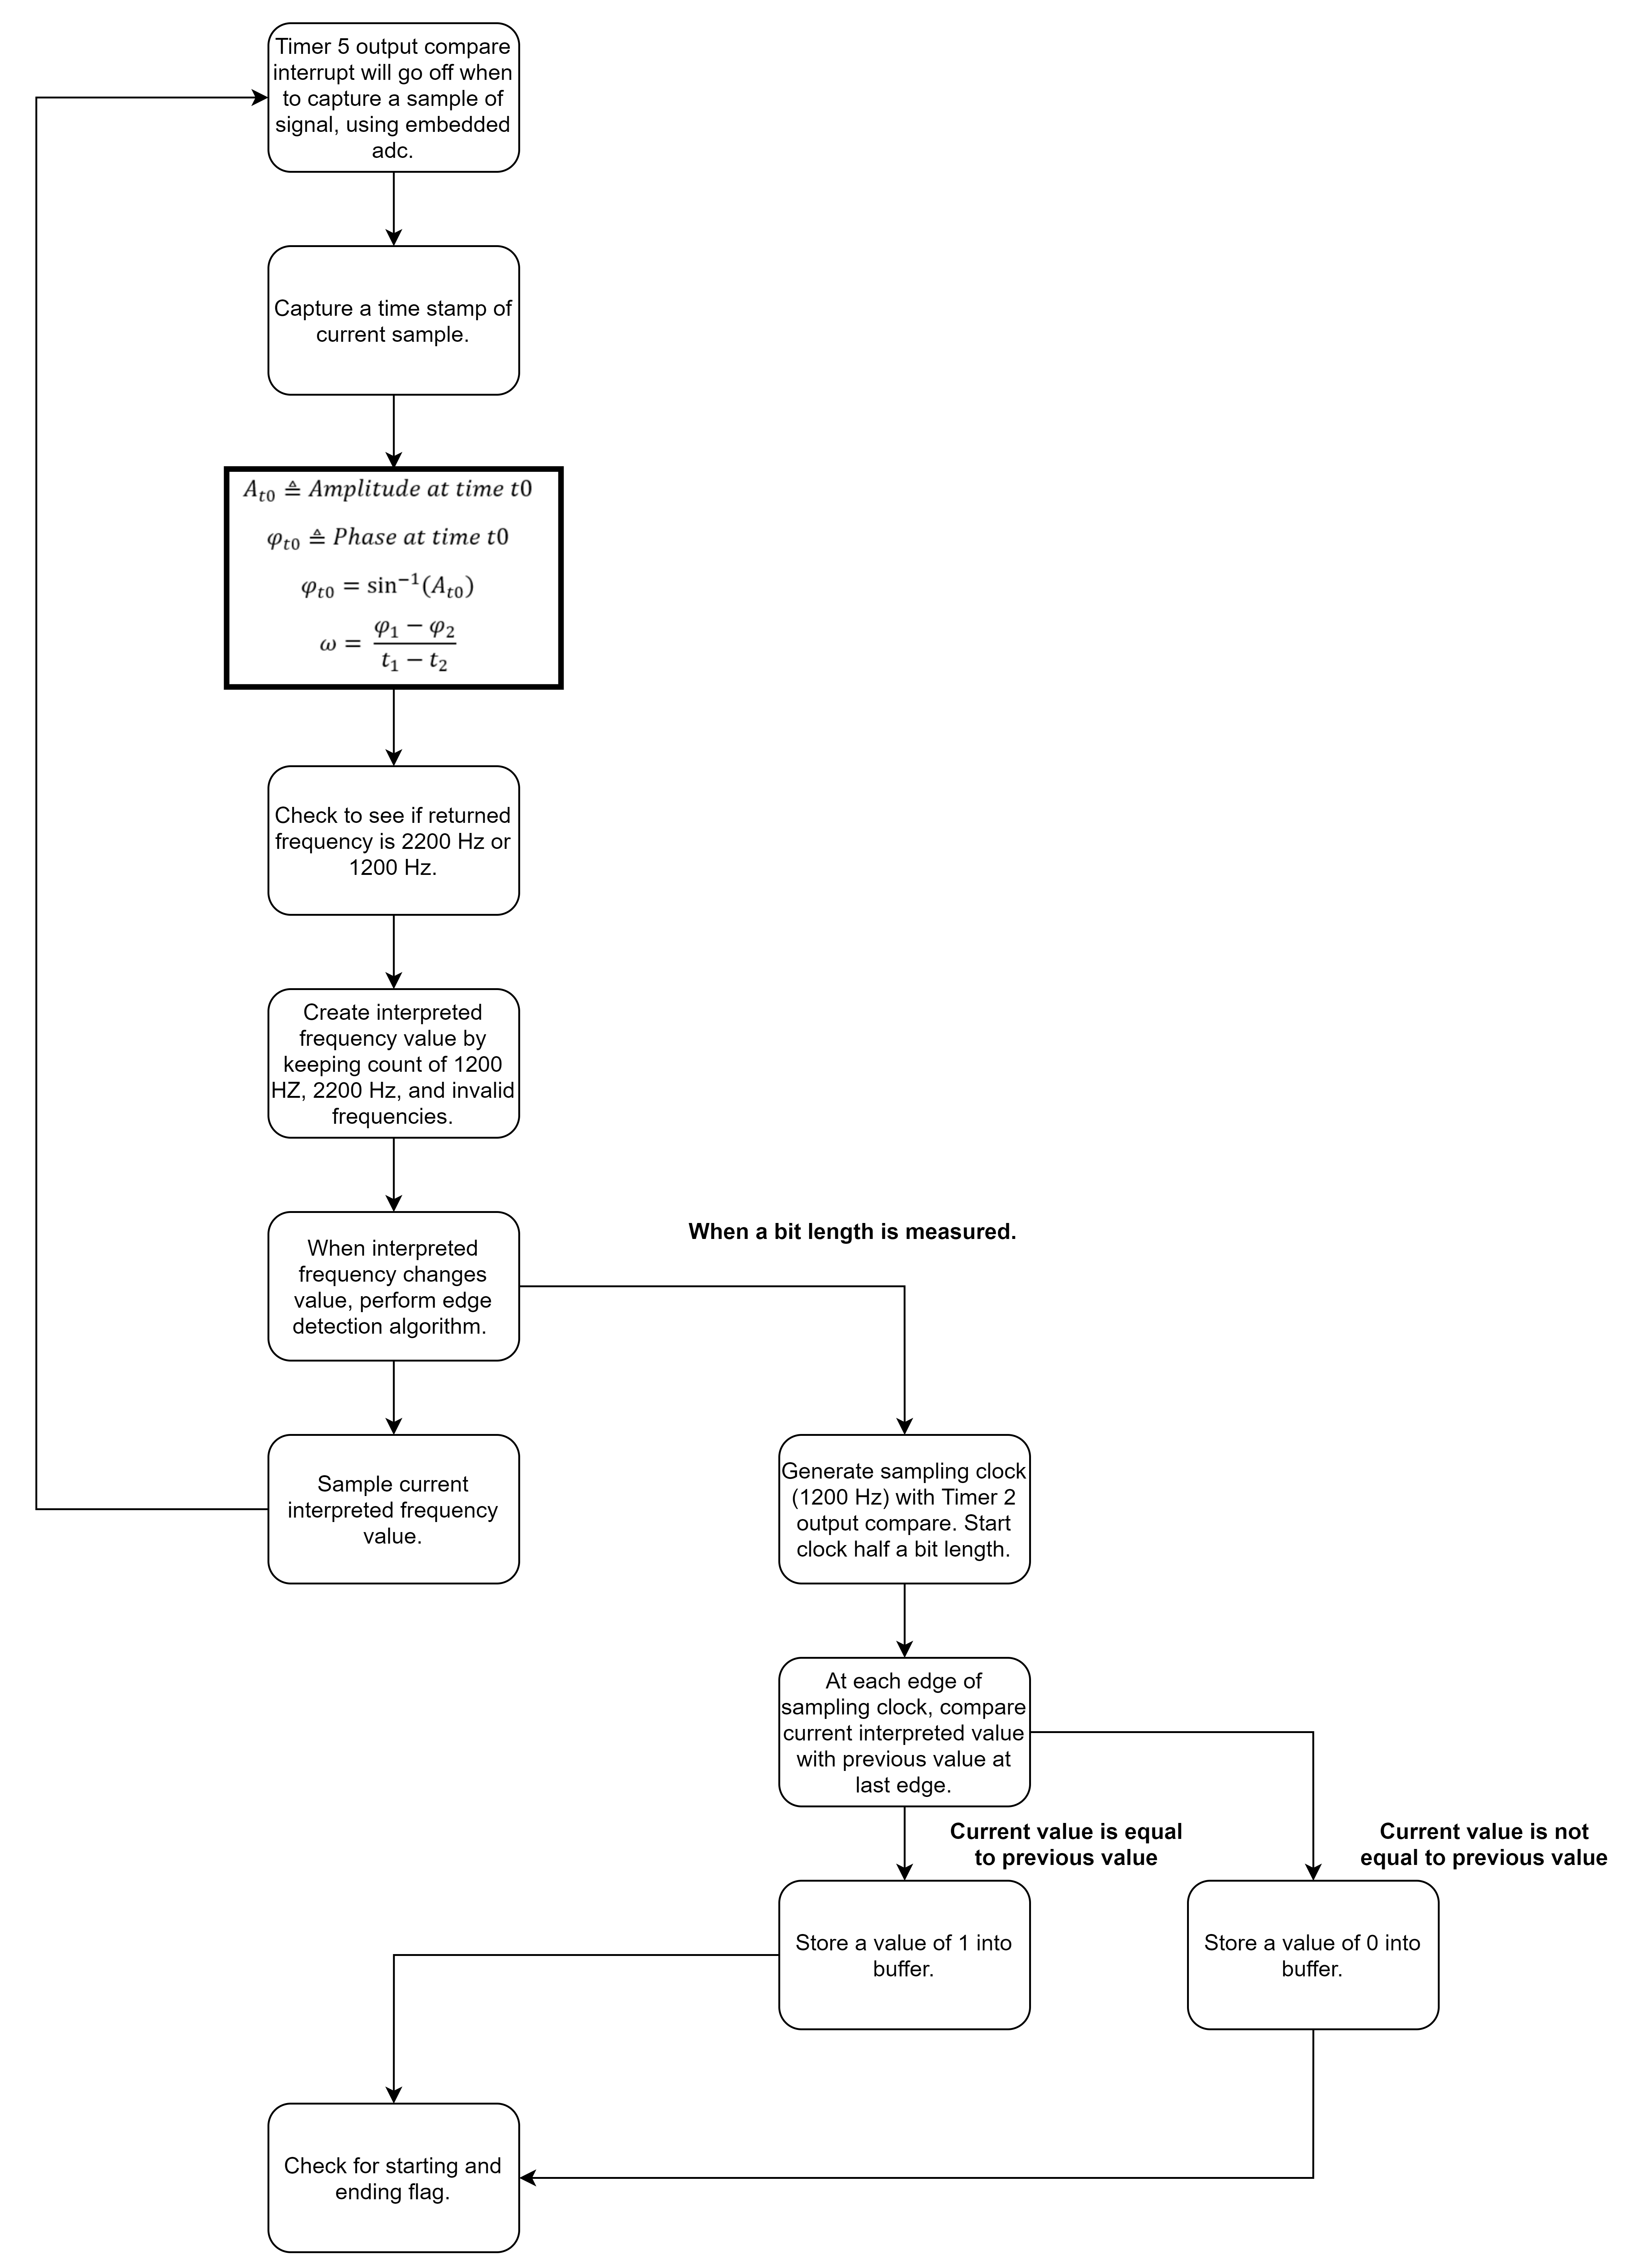 Timer 5 output compare
interrupt will go off when
to capture a sample of
signal, using embedded
adc.
Capture a time stamp of
current sample.
A_{t0} ≜ Amplitude at time t0
φ_{t0} ≜ Phase at time t0
φ_{t0} = sin⁻¹(A_{t0})
ω = (φ₁ − φ₂) / (t₁ − t₂)
Check to see if returned
frequency is 2200 Hz or
1200 Hz.
Create interpreted
frequency value by
keeping count of 1200
HZ, 2200 Hz, and invalid
frequencies.
When interpreted
frequency changes
value, perform edge
detection algorithm.
When a bit length is measured.
Sample current
interpreted frequency
value.
Generate sampling clock
(1200 Hz) with Timer 2
output compare. Start
clock half a bit length.
At each edge of
sampling clock, compare
current interpreted value
with previous value at
last edge.
Current value is equal
to previous value
Current value is not
equal to previous value
Store a value of 1 into
buffer.
Store a value of 0 into
buffer.
Check for starting and
ending flag.